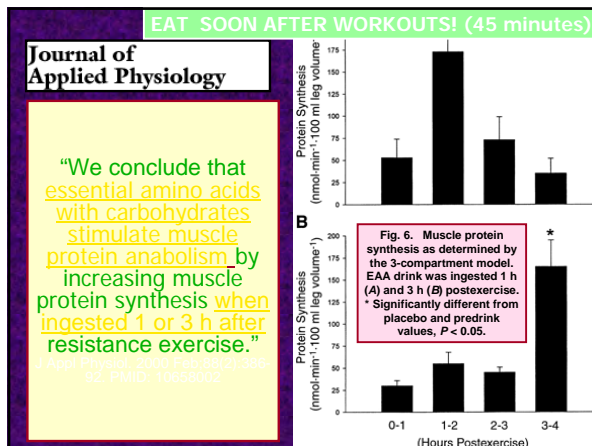 EAT SOON AFTER WORKOUTS! (45 minutes)
Journal of
Applied Physiology
“We conclude that
essential amino acids
with carbohydrates
stimulate muscle
protein anabolism by
increasing muscle
protein synthesis when
ingested 1 or 3 h after
resistance exercise.”
Protein Synthesis
(nmol·min-1·100 ml leg volume-1)
175
150
125
100
75
50
25
0
B
Protein Synthesis
(nmol·min-1·100 ml leg volume-1)
200
175
150
125
100
75
50
25
0
Fig. 6. Muscle protein
synthesis as determined by
the 3-compartment model.
EAA drink was ingested 1 h
(A) and 3 h (B) postexercise.
* Significantly different from
placebo and predrink
values, P < 0.05.
*
0-1 1-2 2-3 3-4
(Hours Postexercise)